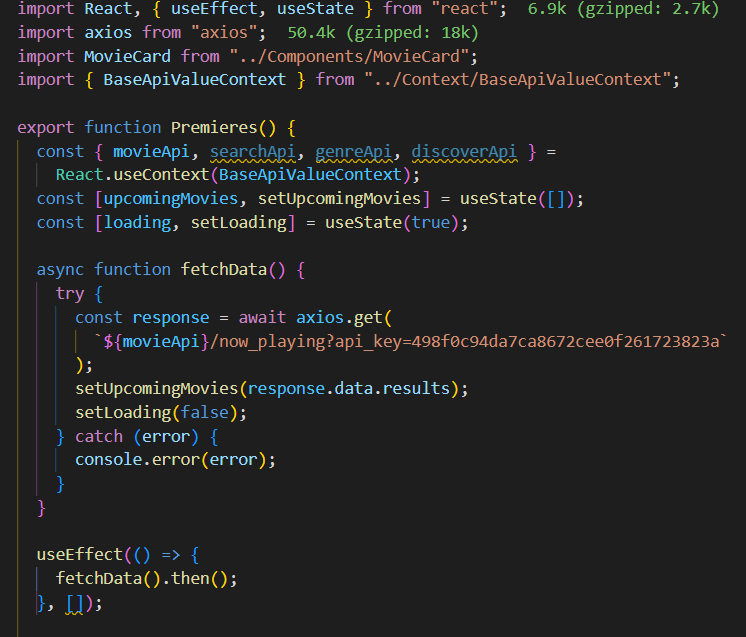 import React, { useEffect, useState } from "react";  6.9k (gzipped: 2.7k)
import axios from "axios";  50.4k (gzipped: 18k)
import MovieCard from "../Components/MovieCard";
import { BaseApiValueContext } from "../Context/BaseApiValueContext";

export function Premieres() {
  const { movieApi, searchApi, genreApi, discoverApi } =
    React.useContext(BaseApiValueContext);
  const [upcomingMovies, setUpcomingMovies] = useState([]);
  const [loading, setLoading] = useState(true);

  async function fetchData() {
    try {
      const response = await axios.get(
        `${movieApi}/now_playing?api_key=498f0c94da7ca8672cee0f261723823a`
      );
      setUpcomingMovies(response.data.results);
      setLoading(false);
    } catch (error) {
      console.error(error);
    }
  }

  useEffect(() => {
    fetchData().then();
  }, []);